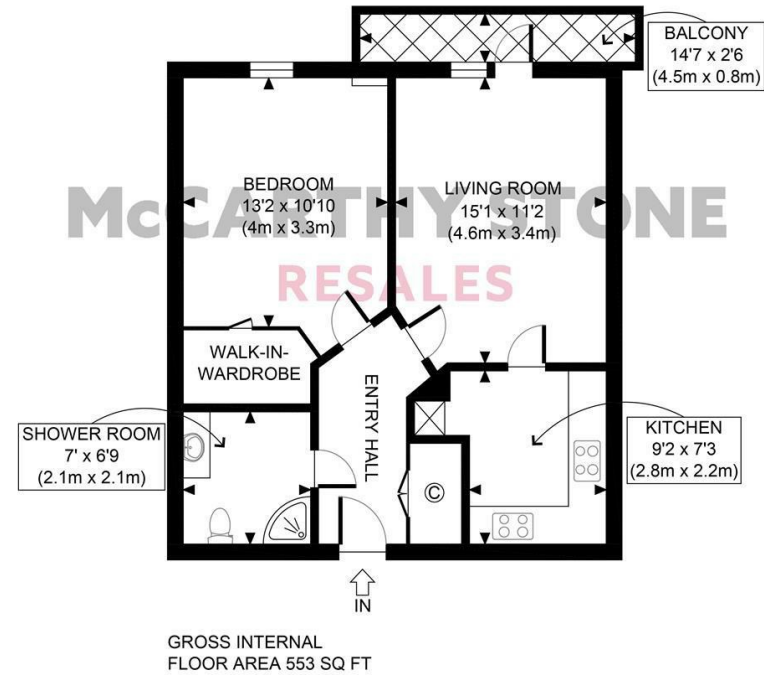 BALCONY
14'7 x 2'6
(4.5m x 0.8m)
BEDROOM
13'2 x 10'10
(4m x 3.3m)
LIVING ROOM
15'1 x 11'2
(4.6m x 3.4m)
McCARTHY STONE
RESALES
WALK-IN-
WARDROBE
ENTRY HALL
SHOWER ROOM
7' x 6'9
(2.1m x 2.1m)
KITCHEN
9'2 x 7'3
(2.8m x 2.2m)
C
IN
GROSS INTERNAL
FLOOR AREA 553 SQ FT